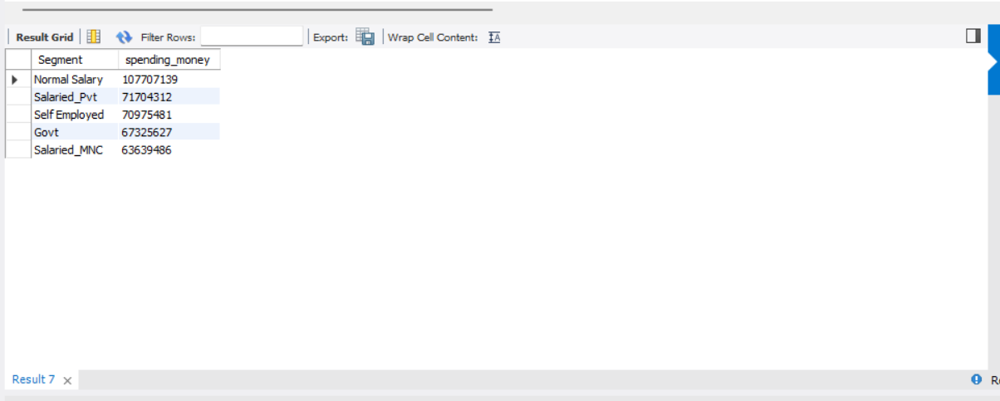 Result Grid Filter Rows: Export: Wrap Cell Content: IA
Segment spending_money
Normal Salary 107707139
Salaried_Pvt 71704312
Self Employed 70975481
Govt 67325627
Salaried_MNC 63639486
Result 7